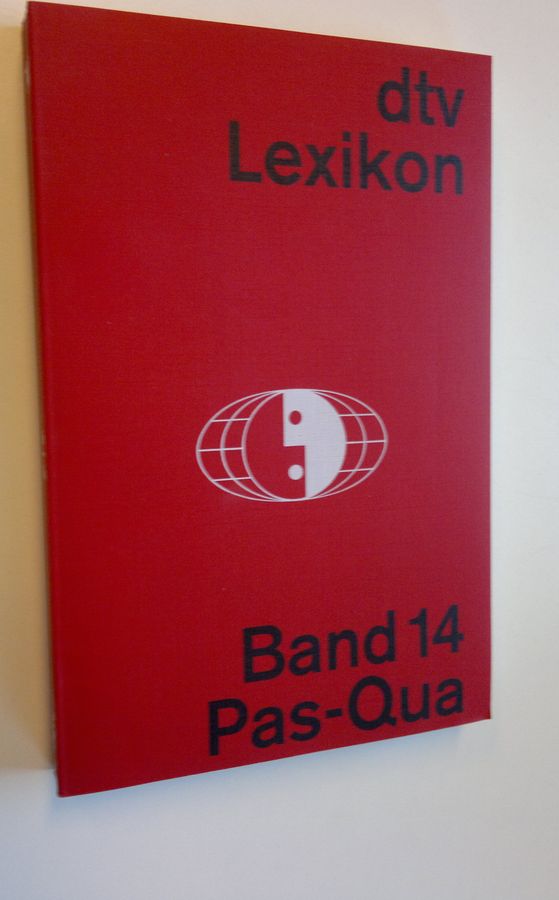 dtv
Lexikon
Band 14
Pas-Qua